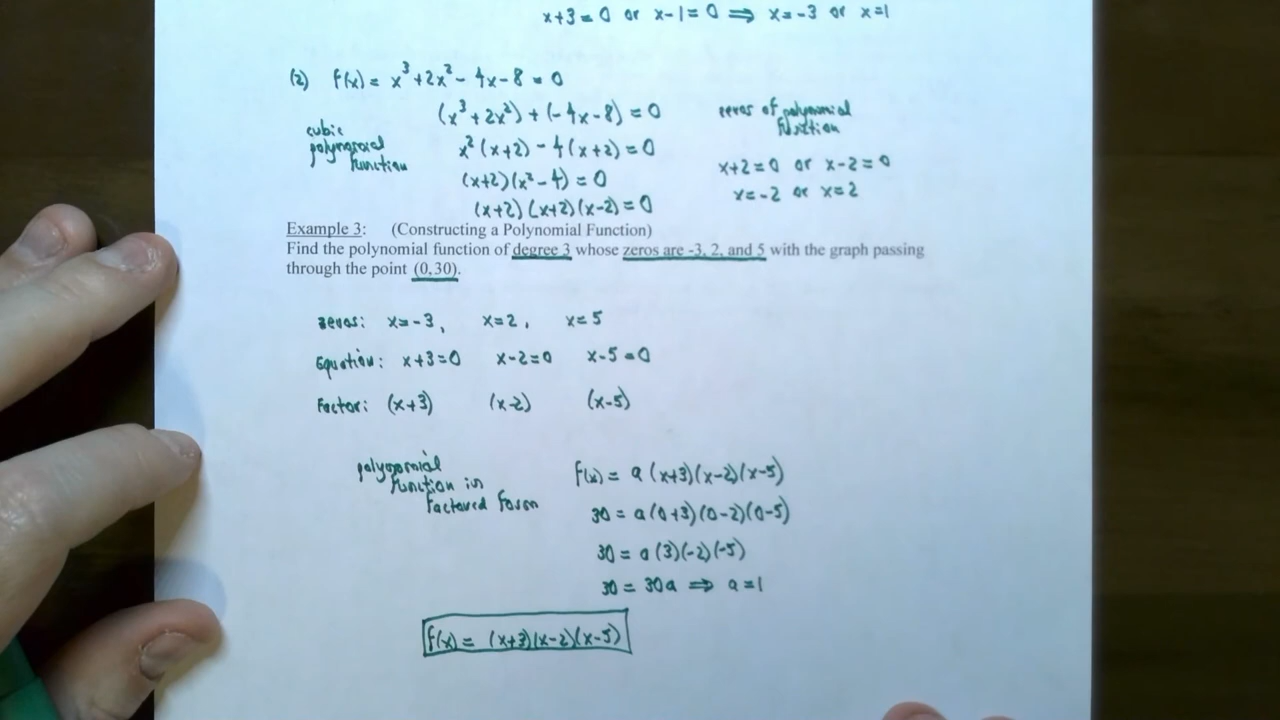 x+3=0 or x-1=0 ⟹ x=-3 or x=1
(2) f(x) = x³+2x²-4x-8=0
(x³+2x²)+(-4x-8)=0
x²(x+2)-4(x+2)=0
(x+2)(x²-4)=0
(x+2)(x+2)(x-2)=0
cubic
polynomial
function
zeros of polynomial
function
x+2=0 or x-2=0
x=-2 or x=2
Example 3: (Constructing a Polynomial Function)
Find the polynomial function of degree 3 whose zeros are -3, 2, and 5 with the graph passing
through the point (0,30).
zeros: x=-3, x=2, x=5
Equation: x+3=0 x-2=0 x-5=0
Factor: (x+3) (x-2) (x-5)
polynomial
function in
factored form
f(x)= a(x+3)(x-2)(x-5)
30=a(0+3)(0-2)(0-5)
30=a(3)(-2)(-5)
30=30a ⟹ a=1
f(x)= (x+3)(x-2)(x-5)